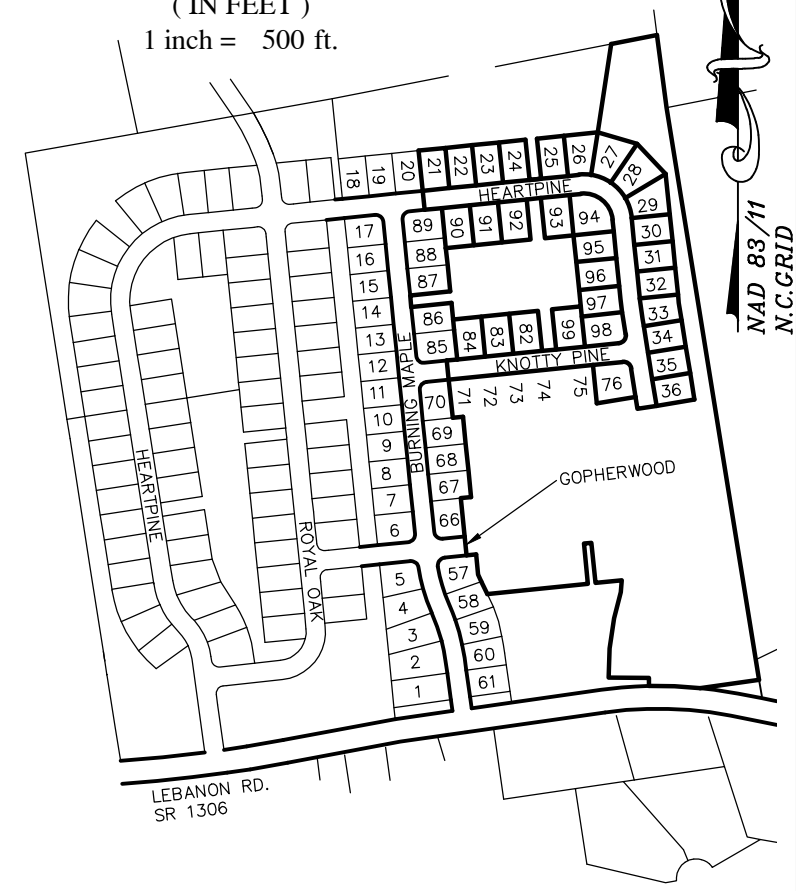 ( IN FEET )
1 inch = 500 ft.
NAD 83/11
N.C.GRID
18 19 20 21 22 23 24 25 26 27 28
HEARTPINE
29
30
31
32
33
34
35
36
17
16
15
14
13
12
11
10
9
8
7
6
89
88
87
90 91 92 93 94
95
96
97
98
86
85
84 83 82 99
KNOTTY PINE
BURNING MAPLE
70 71 72 73 74 75 76
69
68
67
66
GOPHERWOOD
HEARTPINE
ROYAL OAK
5
4
3
2
1
57
58
59
60
61
LEBANON RD.
SR 1306